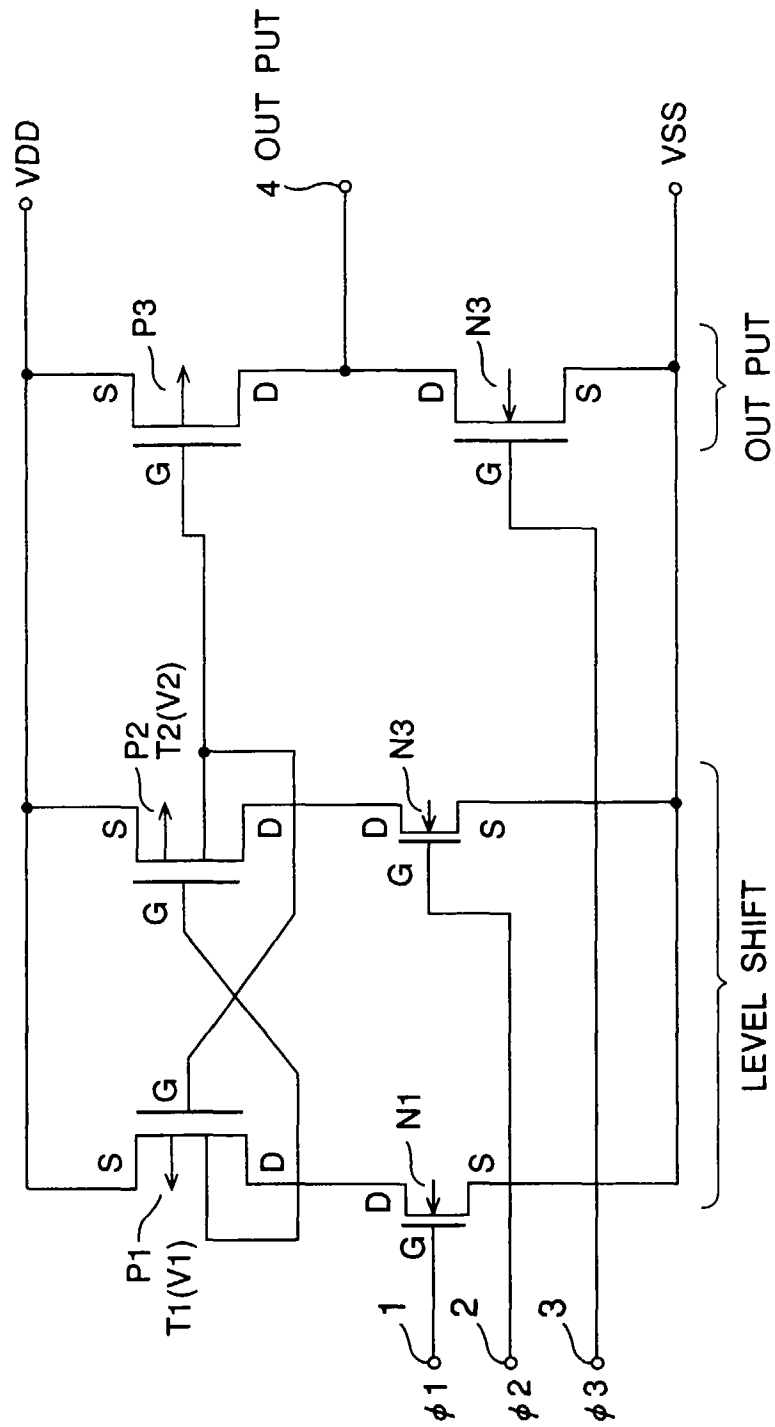 VDD
S
S
S
P1
T1(V1)
G
G
P2
T2(V2)
G
P3
D
D
D
4 OUT PUT
1
φ1
G
D
N1
S
G
D
N3
S
G
D
N3
S
2
φ2
3
φ3
VSS
LEVEL SHIFT
OUT PUT